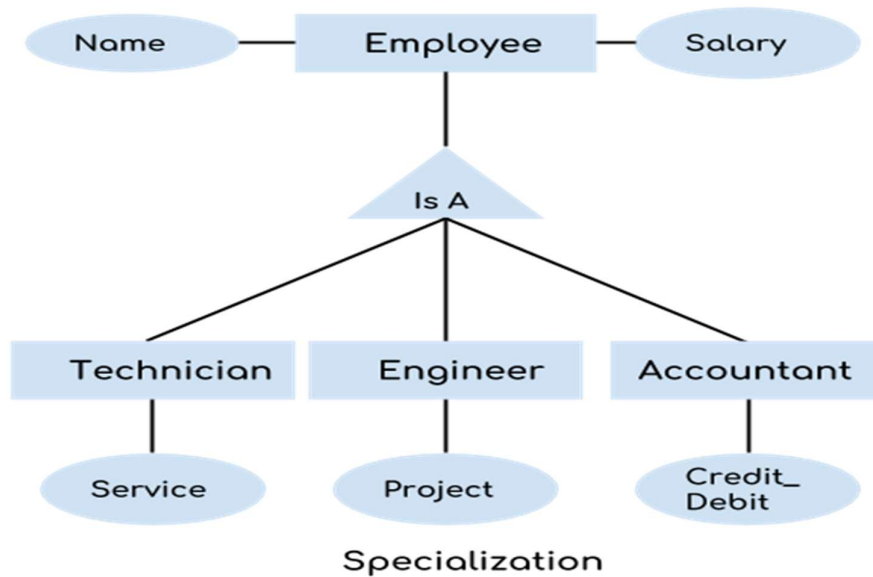 Name
Employee
Salary
Is A
Technician
Engineer
Accountant
Service
Project
Credit_
Debit
Specialization